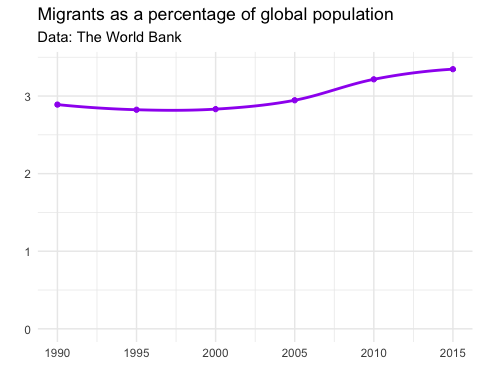 Migrants as a percentage of global population
Data: The World Bank
3
2
1
0
1990 1995 2000 2005 2010 2015